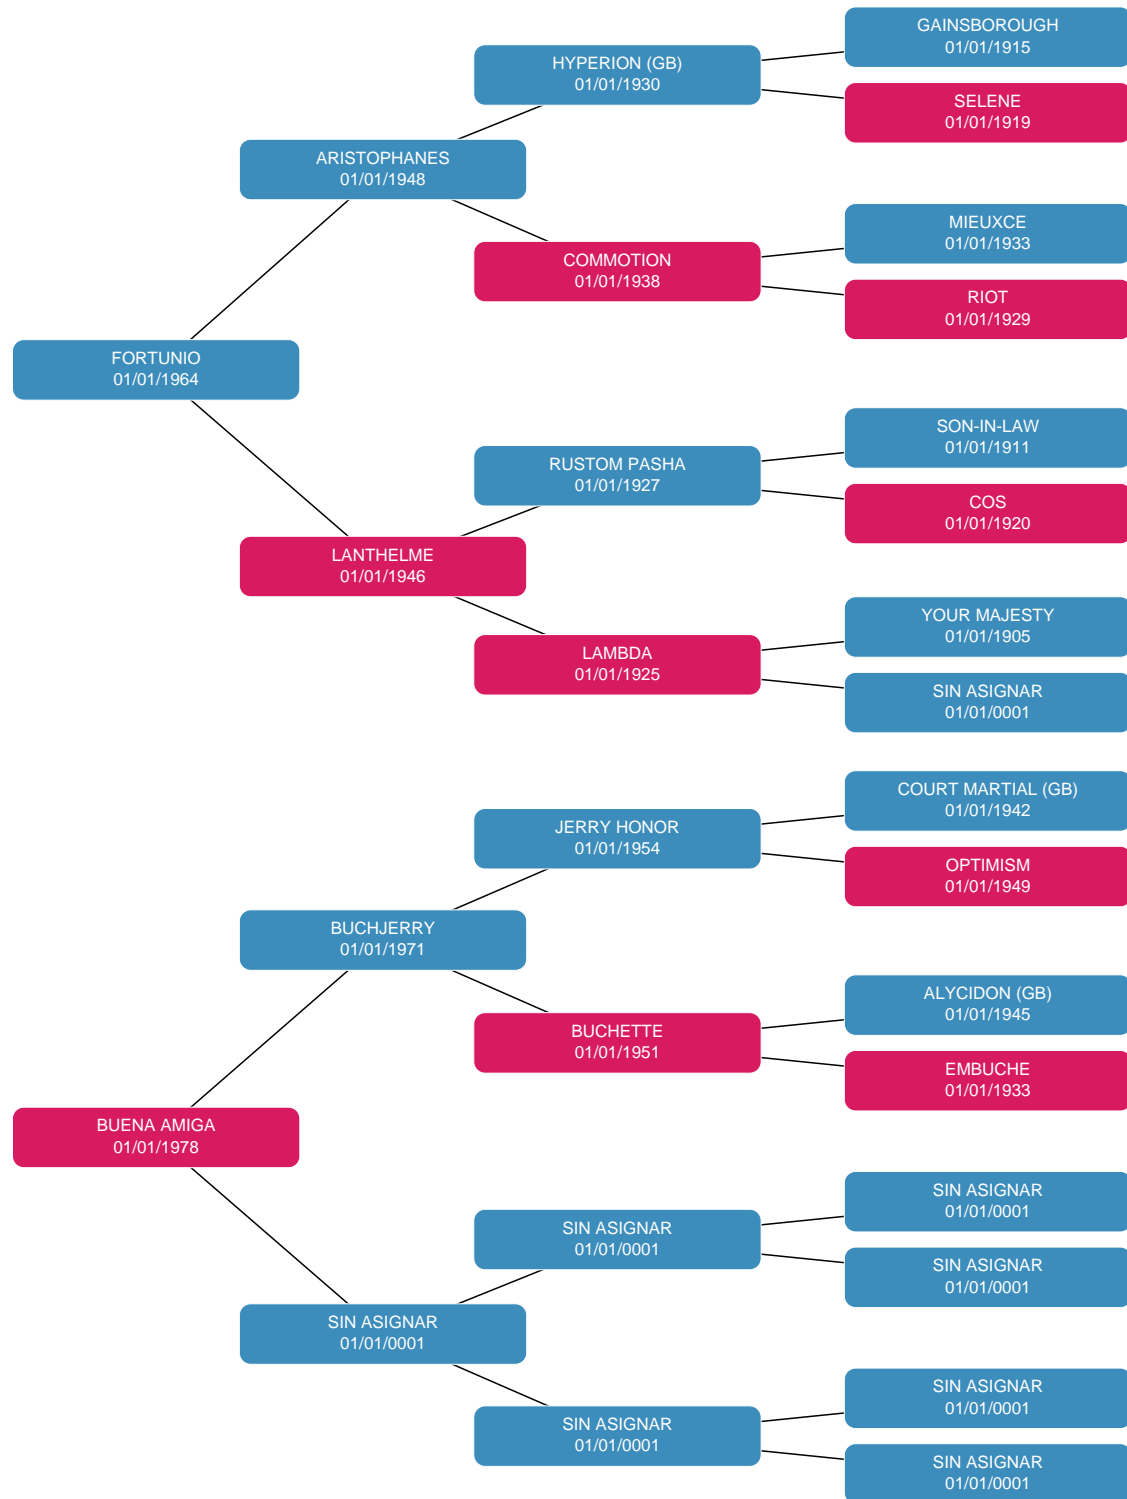 GAINSBOROUGH
01/01/1915
HYPERION (GB)
01/01/1930
SELENE
01/01/1919
ARISTOPHANES
01/01/1948
MIEUXCE
01/01/1933
COMMOTION
01/01/1938
RIOT
01/01/1929
FORTUNIO
01/01/1964
SON-IN-LAW
01/01/1911
RUSTOM PASHA
01/01/1927
COS
01/01/1920
LANTHELME
01/01/1946
YOUR MAJESTY
01/01/1905
LAMBDA
01/01/1925
SIN ASIGNAR
01/01/0001
COURT MARTIAL (GB)
01/01/1942
JERRY HONOR
01/01/1954
OPTIMISM
01/01/1949
BUCHJERRY
01/01/1971
ALYCIDON (GB)
01/01/1945
BUCHETTE
01/01/1951
EMBUCHE
01/01/1933
BUENA AMIGA
01/01/1978
SIN ASIGNAR
01/01/0001
SIN ASIGNAR
01/01/0001
SIN ASIGNAR
01/01/0001
SIN ASIGNAR
01/01/0001
SIN ASIGNAR
01/01/0001
SIN ASIGNAR
01/01/0001
SIN ASIGNAR
01/01/0001